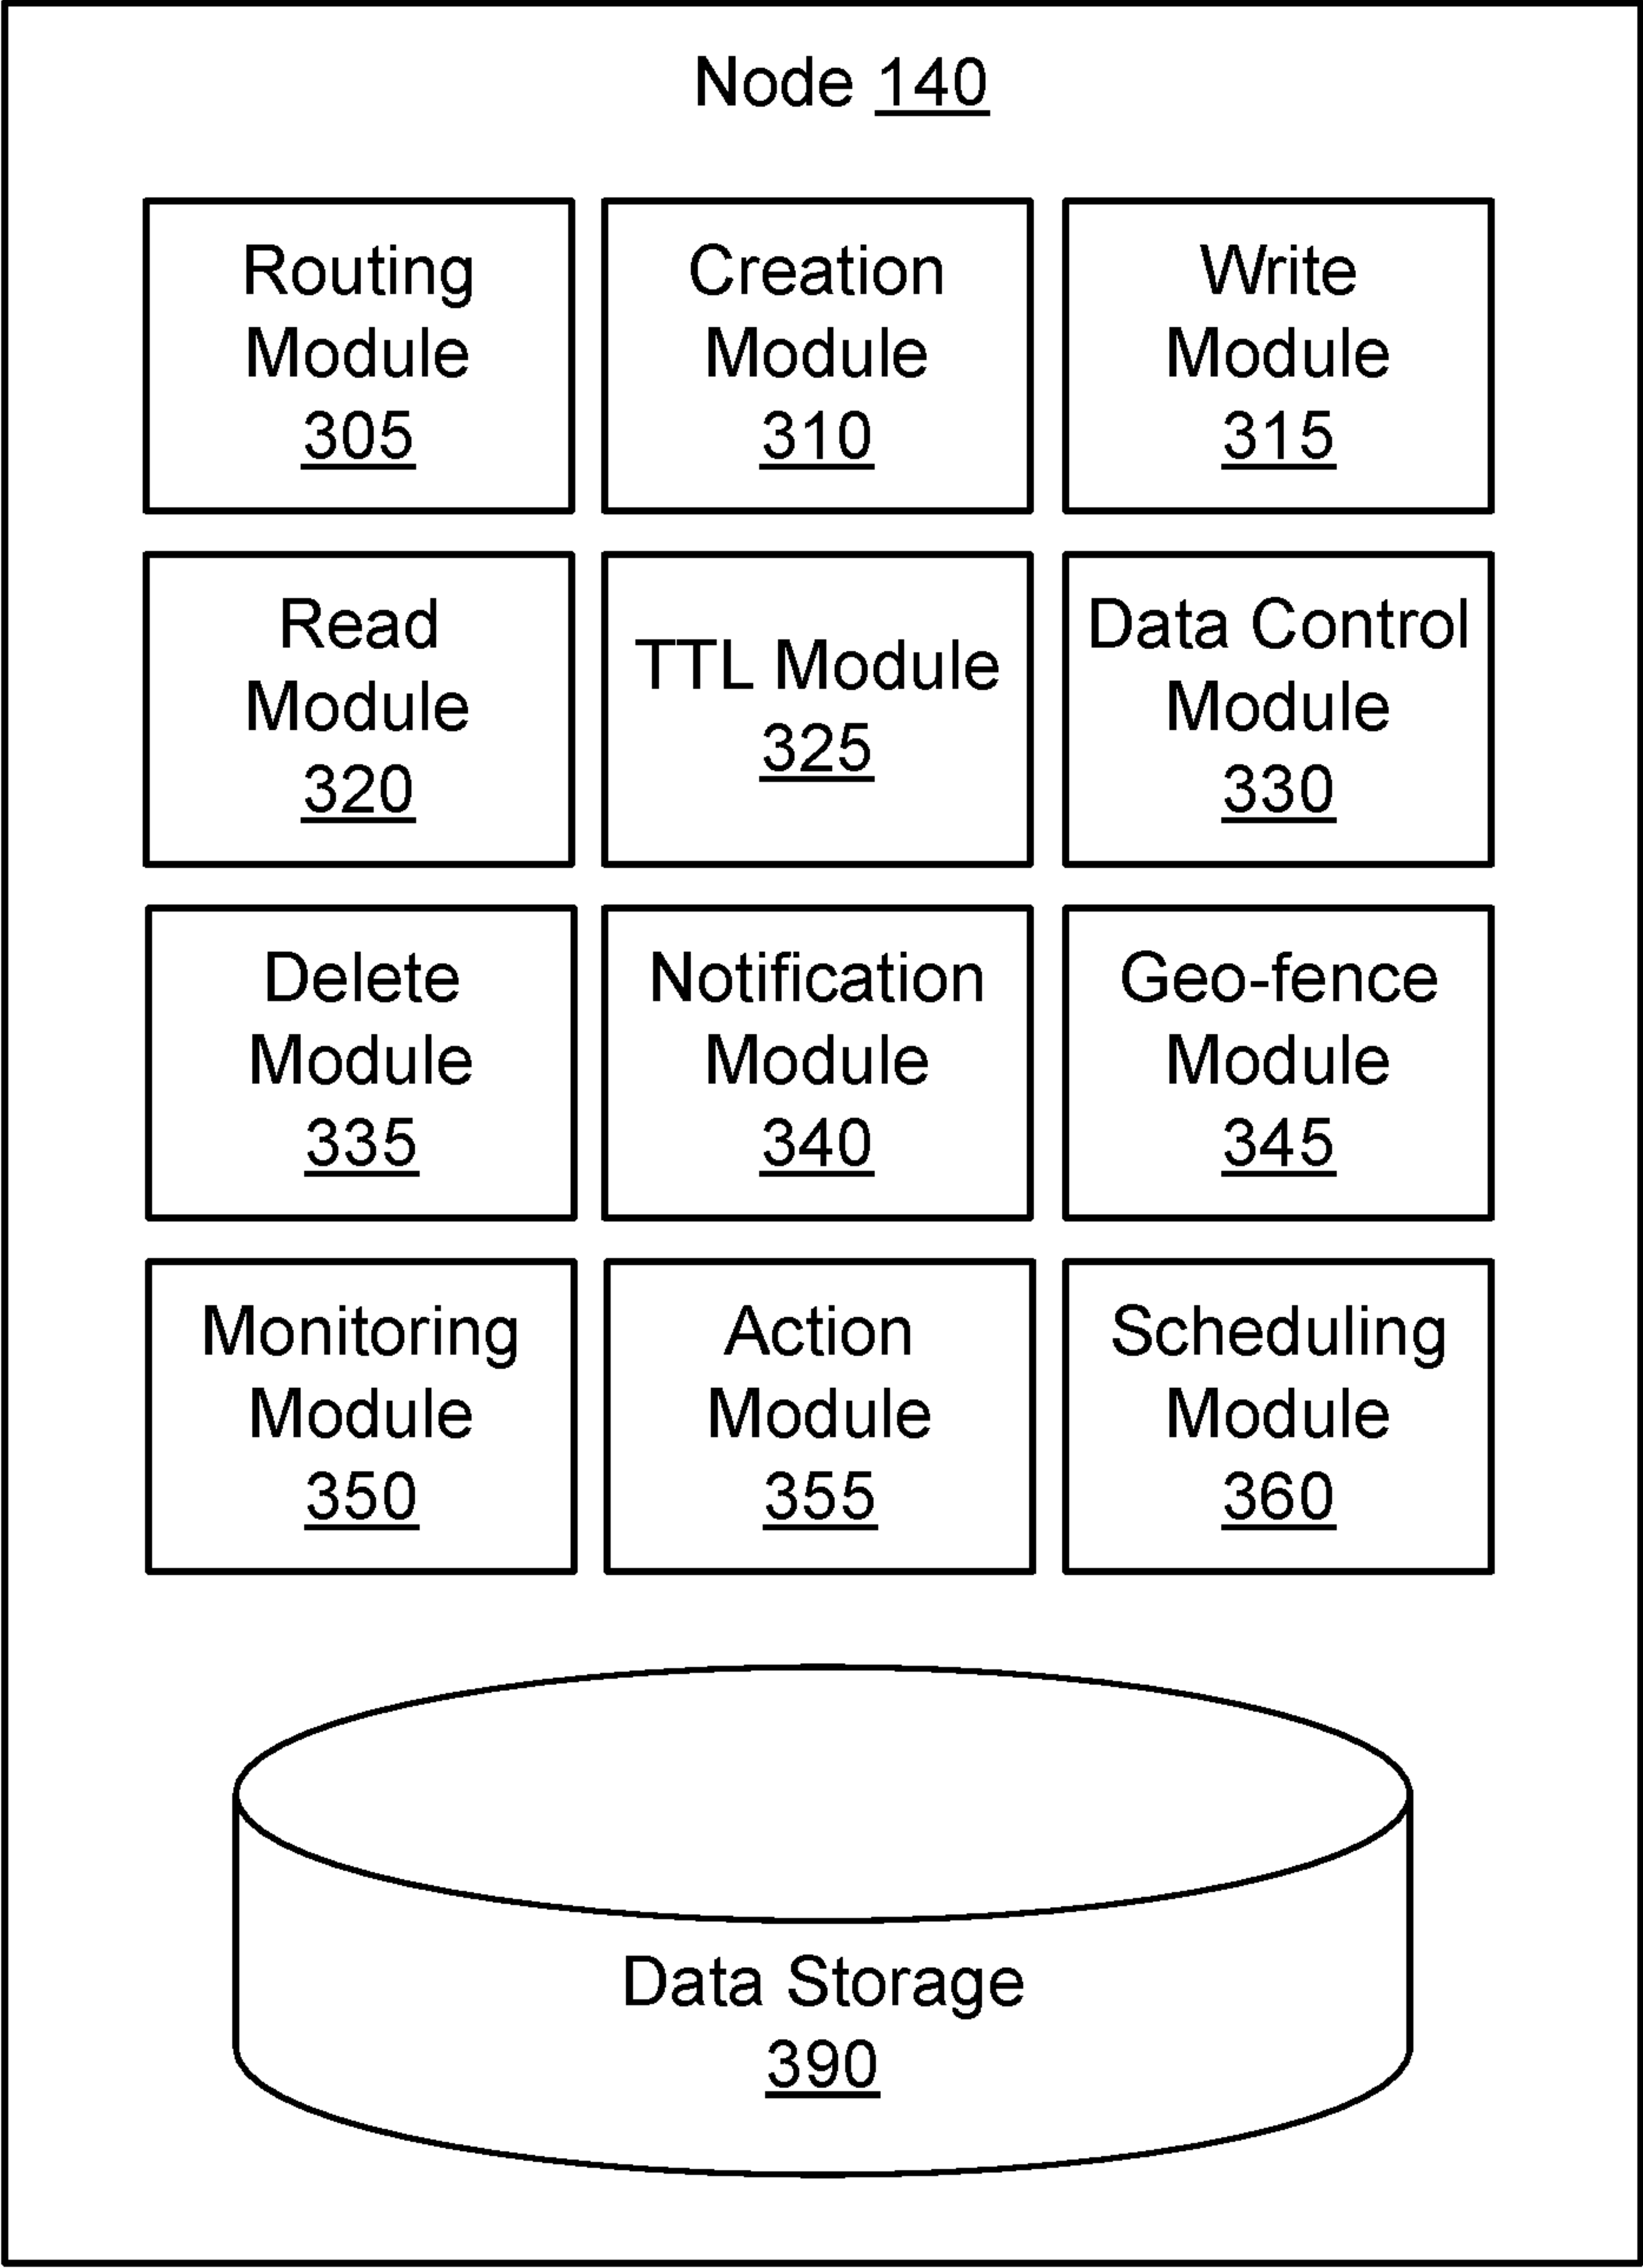 Node 140
Routing
Module
305
Creation
Module
310
Write
Module
315
Read
Module
320
TTL Module
325
Data Control
Module
330
Delete
Module
335
Notification
Module
340
Geo-fence
Module
345
Monitoring
Module
350
Action
Module
355
Scheduling
Module
360
Data Storage
390